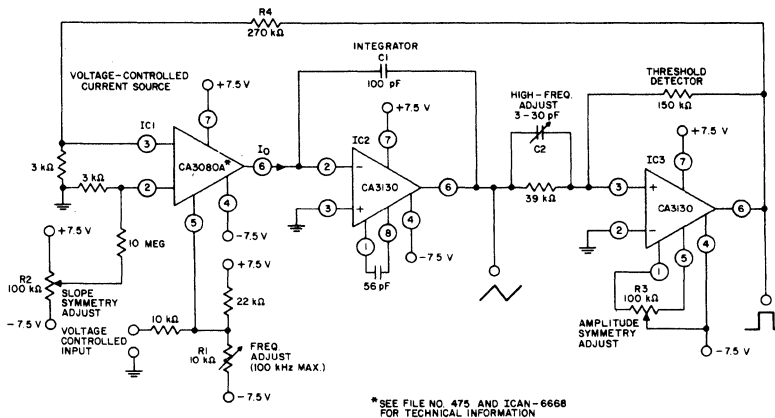 R4
270 kΩ
INTEGRATOR
C1
100 pF
VOLTAGE-CONTROLLED
CURRENT SOURCE
+7.5 V
THRESHOLD
DETECTOR
150 kΩ
HIGH-FREQ.
ADJUST
3-30 pF
C2
+7.5 V
+7.5 V
IC1
7
IC2
7
IC3
7
3
CA3080A*
I₀
6
2
−
CA3130
6
39 kΩ
3
+
CA3130
6
3 kΩ
3 kΩ
2
4
5
3
+
4
1
8
2
−
4
1
5
-7.5 V
-7.5 V
56 pF
+7.5 V
10 MEG
+7.5 V
R2
100 kΩ
SLOPE
SYMMETRY
ADJUST
-7.5 V
22 kΩ
R3
100 kΩ
AMPLITUDE
SYMMETRY
ADJUST
-7.5 V
VOLTAGE
CONTROLLED
INPUT
10 kΩ
R1
10 kΩ
FREQ.
ADJUST
(100 kHz MAX.)
-7.5 V
*SEE FILE NO. 475 AND ICAN-6668
FOR TECHNICAL INFORMATION